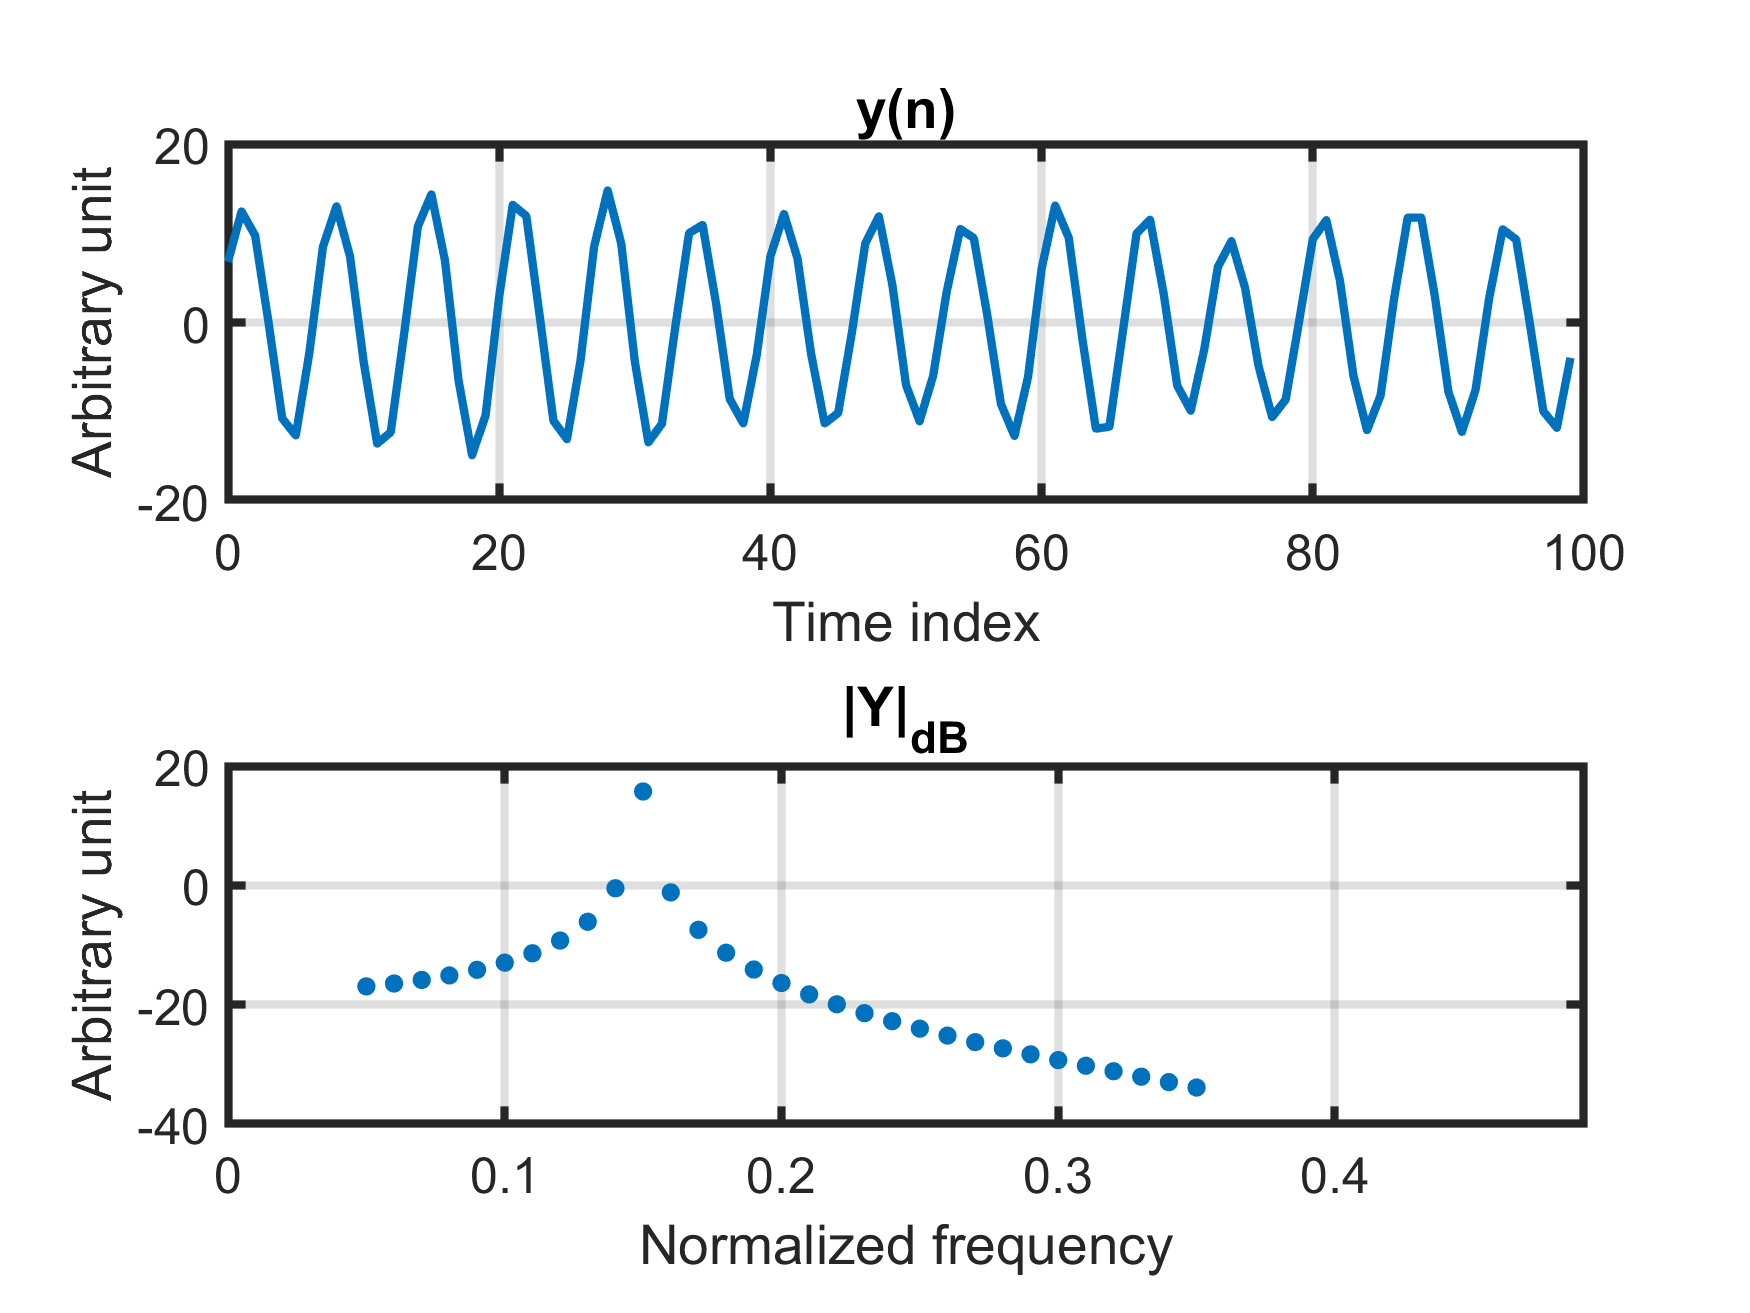 y(n)
20
0
-20
Arbitrary unit
0 20 40 60 80 100
Time index
|Y|dB
20
0
-20
-40
Arbitrary unit
0 0.1 0.2 0.3 0.4
Normalized frequency